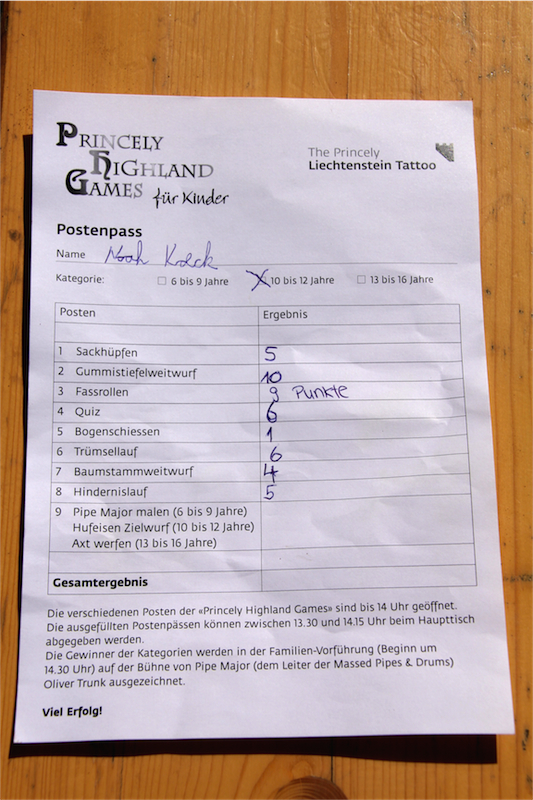 PRINCELY
HIGHLAND
GAMES für Kinder
The Princely
Liechtenstein Tattoo
Postenpass
Name Noah
Kategorie: 6 bis 9 Jahre X 10 bis 12 Jahre 13 bis 16 Jahre
Posten Ergebnis
1 Sackhüpfen 5
2 Gummistiefelweitwurf 10
3 Fassrollen 9 Punkte
4 Quiz 6
5 Bogenschiessen 1
6 Trümsellauf 6
7 Baumstammweitwurf 4
8 Hindernislauf 5
9 Pipe Major malen (6 bis 9 Jahre)
Hufeisen Zielwurf (10 bis 12 Jahre)
Axt werfen (13 bis 16 Jahre)
Gesamtergebnis
Die verschiedenen Posten der «Princely Highland Games» sind bis 14 Uhr geöffnet.
Die ausgefüllten Postenpässen können zwischen 13.30 und 14.15 Uhr beim Haupttisch
abgegeben werden.
Die Gewinner der Kategorien werden in der Familien-Vorführung (Beginn um
14.30 Uhr) auf der Bühne von Pipe Major (dem Leiter der Massed Pipes & Drums)
Oliver Trunk ausgezeichnet.
Viel Erfolg!